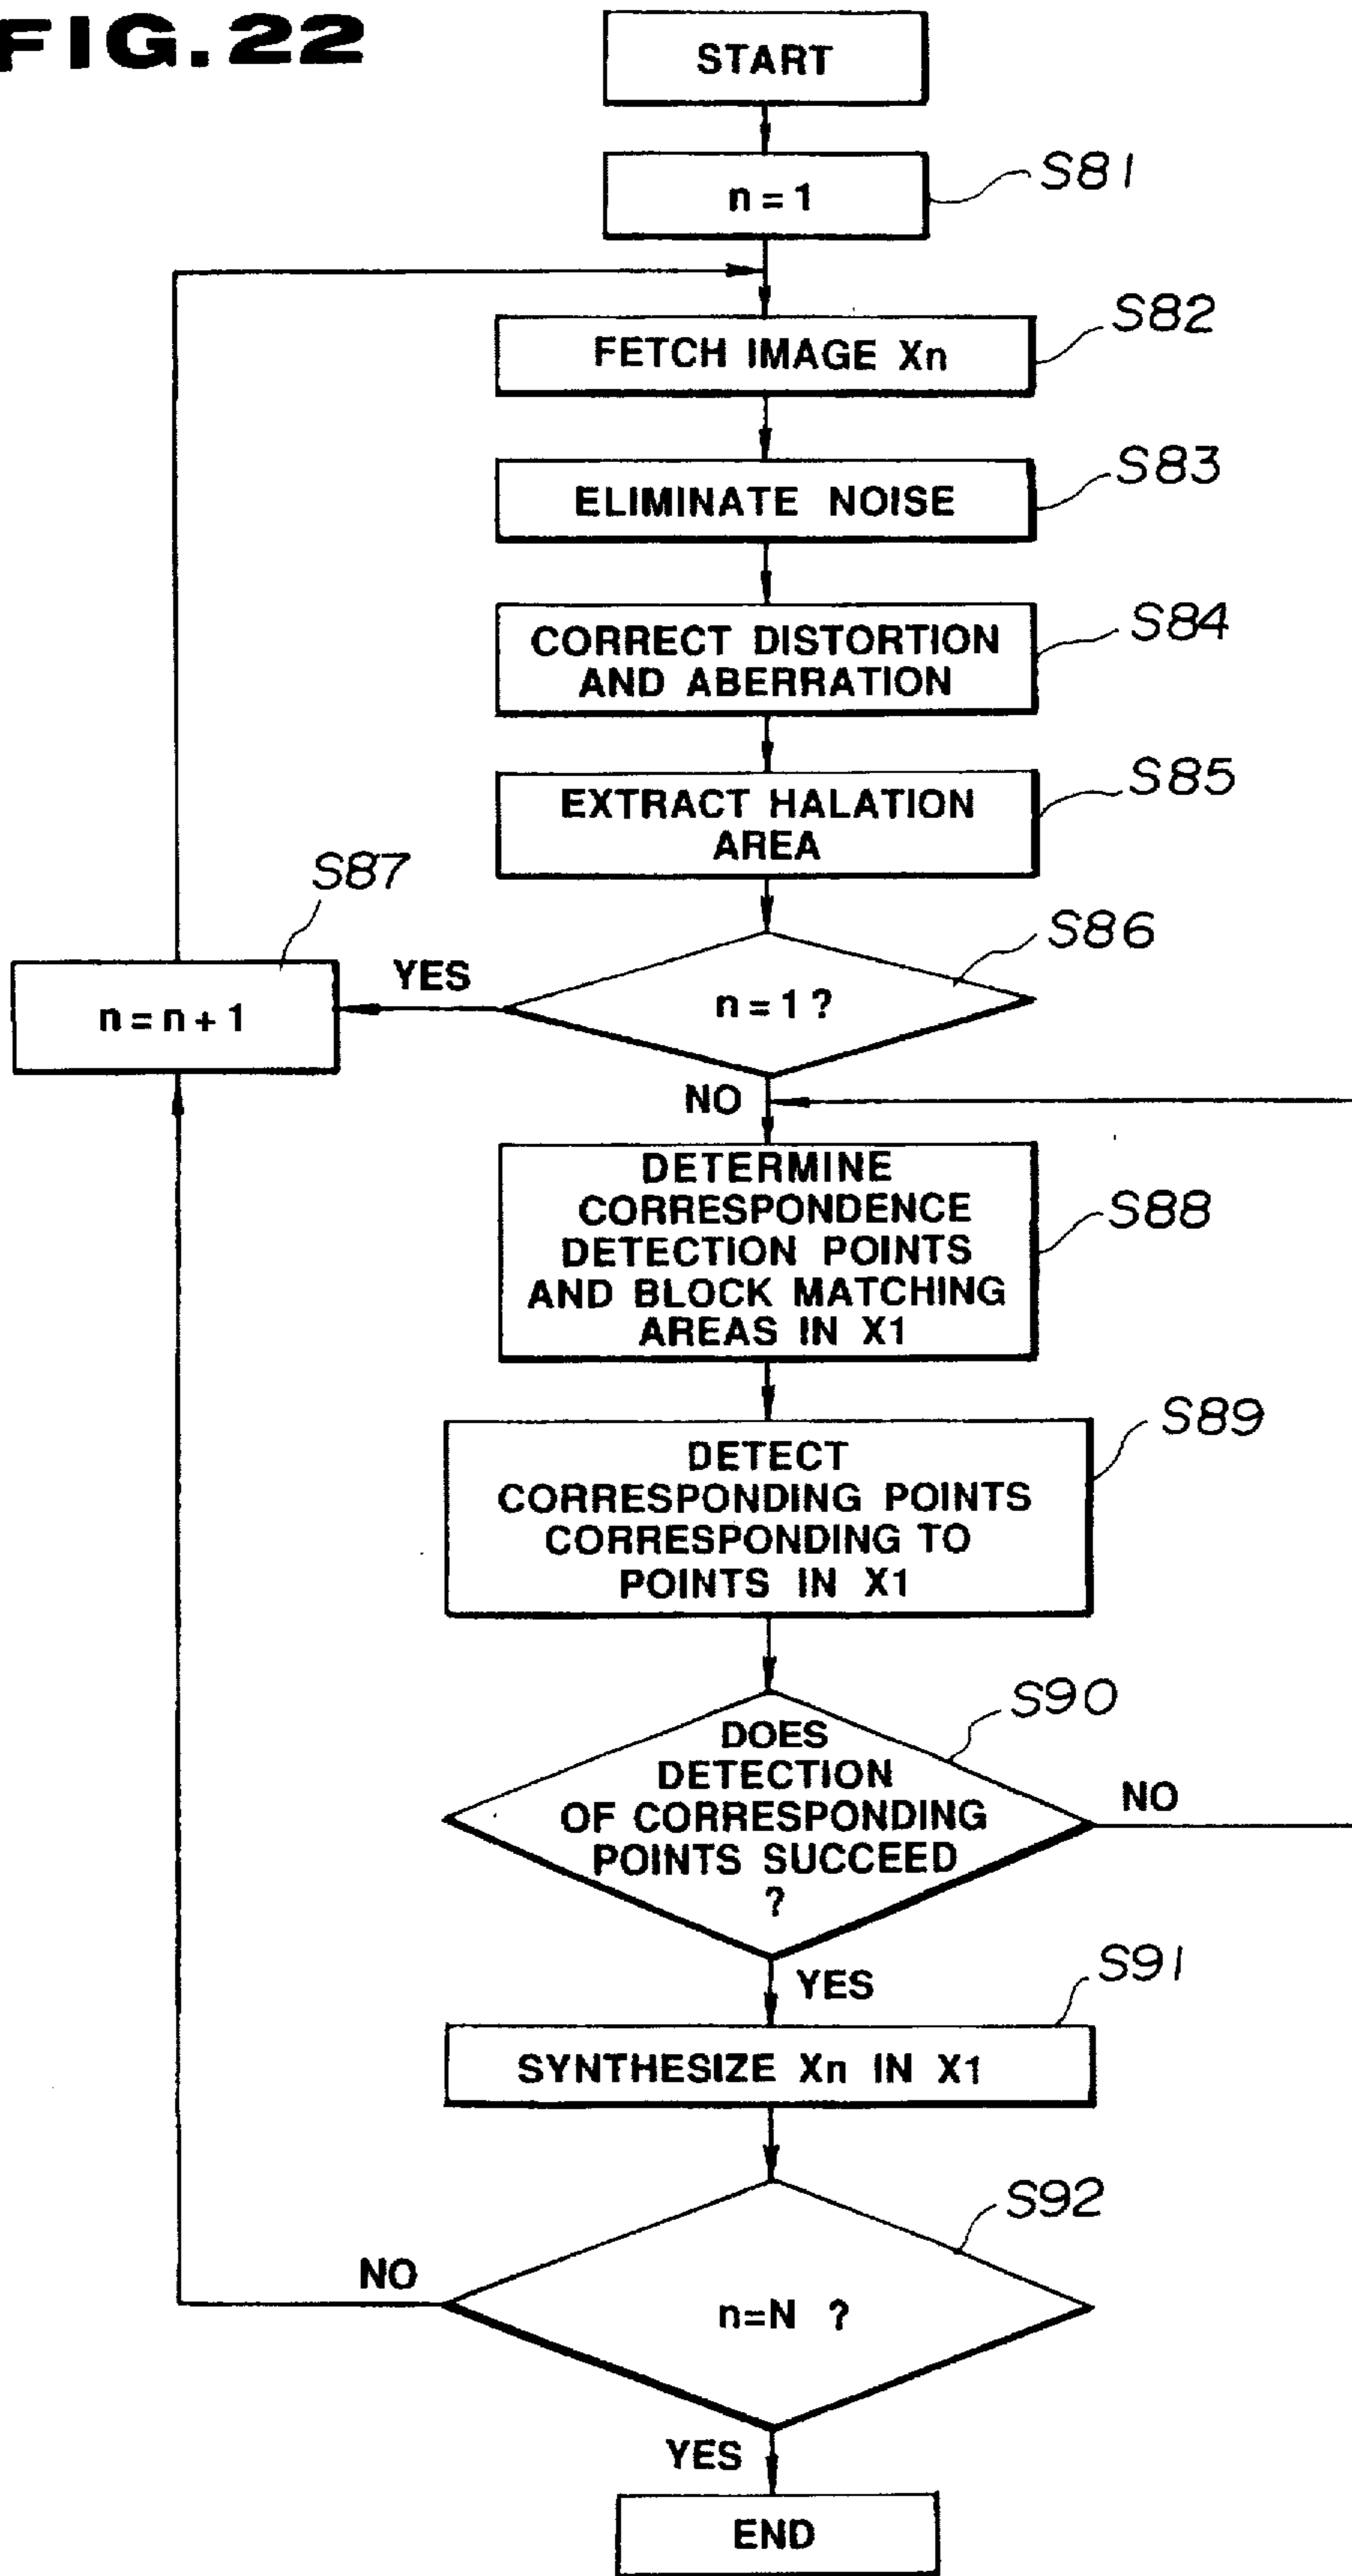 FIG.22
START
n=1
S81
FETCH IMAGE Xn
S82
ELIMINATE NOISE
S83
CORRECT DISTORTION
AND ABERRATION
S84
EXTRACT HALATION
AREA
S85
S87
n=n+1
YES
n=1?
S86
NO
DETERMINE
CORRESPONDENCE
DETECTION POINTS
AND BLOCK MATCHING
AREAS IN X1
S88
DETECT
CORRESPONDING POINTS
CORRESPONDING TO
POINTS IN X1
S89
DOES
DETECTION
OF CORRESPONDING
POINTS SUCCEED
?
S90
NO
YES
SYNTHESIZE Xn IN X1
S91
n=N ?
S92
NO
YES
END